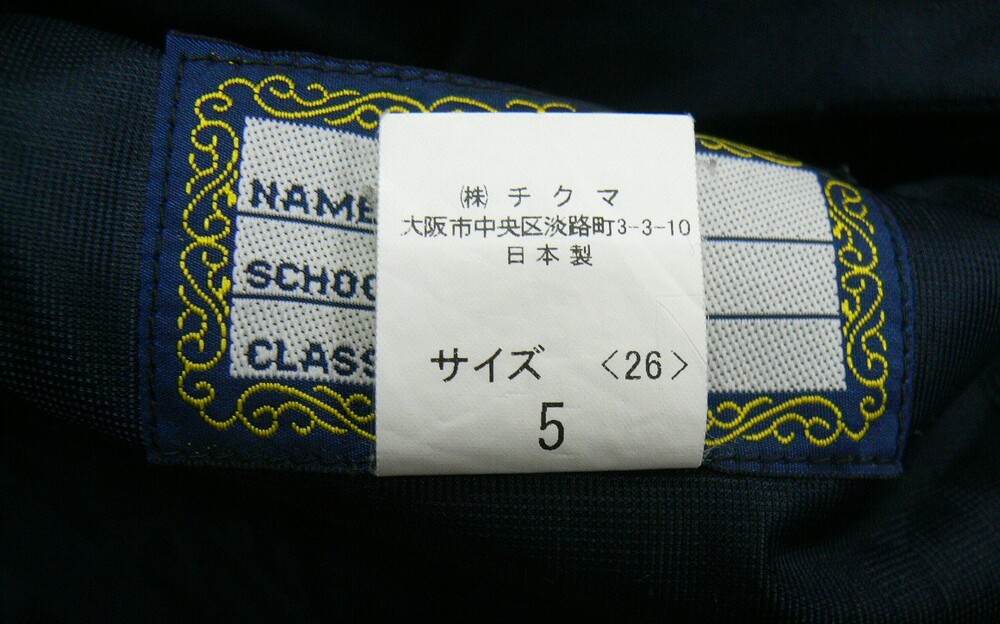 NAME
SCHOO
CLASS
㈱ チクマ
大阪市中央区淡路町3-3-10
日本製
サイズ <26>
5